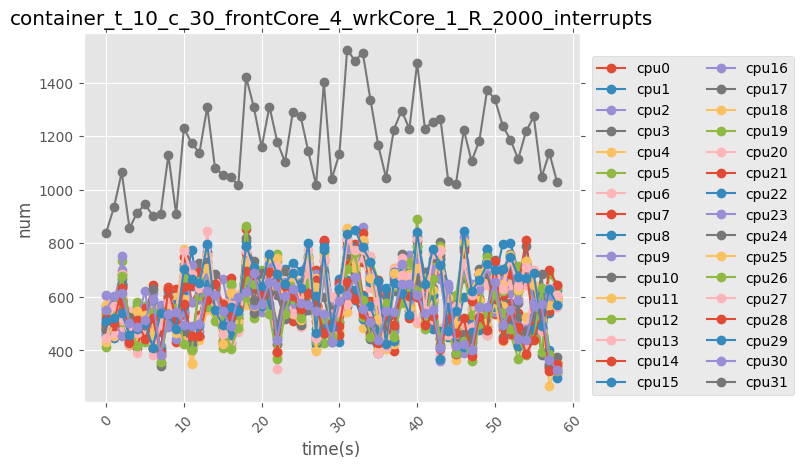 container_t_10_c_30_frontCore_4_wrkCore_1_R_2000_interrupts
num
1400
1200
1000
800
600
400
0
10
20
30
40
50
60
time(s)
cpu0
cpu1
cpu2
cpu3
cpu4
cpu5
cpu6
cpu7
cpu8
cpu9
cpu10
cpu11
cpu12
cpu13
cpu14
cpu15
cpu16
cpu17
cpu18
cpu19
cpu20
cpu21
cpu22
cpu23
cpu24
cpu25
cpu26
cpu27
cpu28
cpu29
cpu30
cpu31